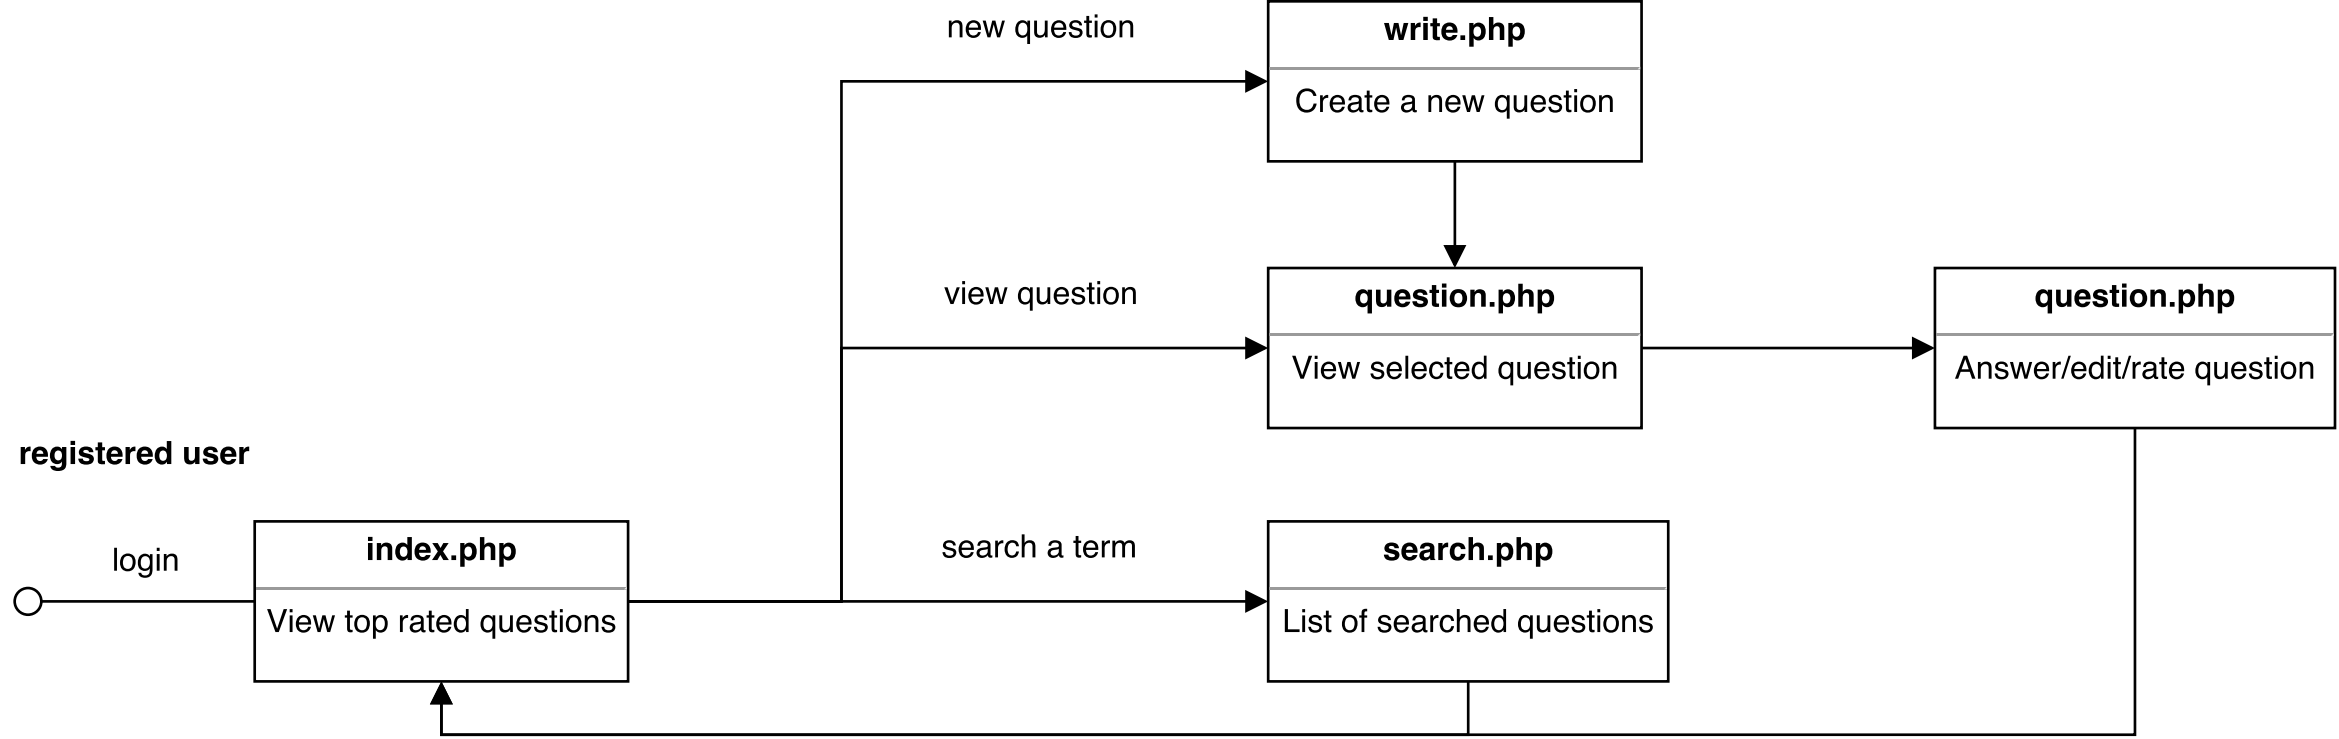 new question
write.php
Create a new question
view question
question.php
View selected question
question.php
Answer/edit/rate question
registered user
login
index.php
View top rated questions
search a term
search.php
List of searched questions